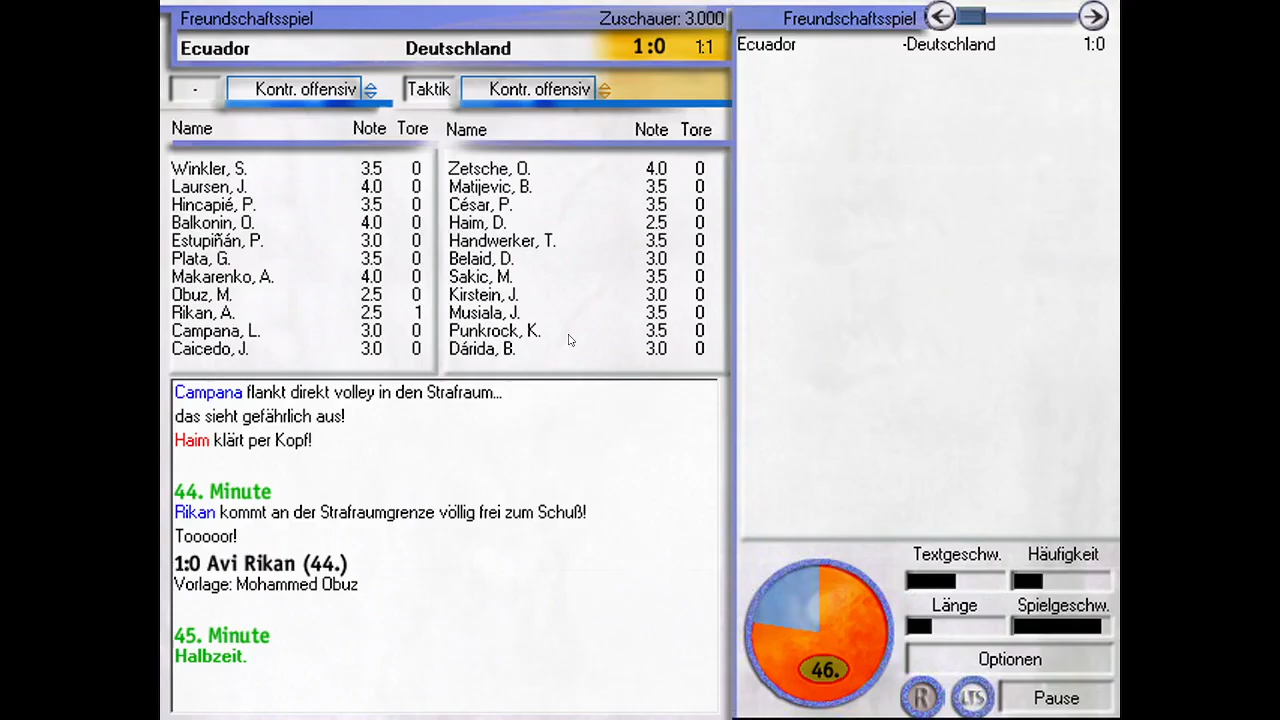 Freundschaftsspiel Zuschauer: 3.000
Ecuador Deutschland 1:0 1:1
- Kontr. offensiv Taktik Kontr. offensiv
Name Note Tore Name Note Tore
Winkler, S. 3.5 0 Zetsche, O. 4.0 0
Laursen, J. 4.0 0 Matijevic, B. 3.5 0
Hincapié, P. 3.5 0 César, P. 3.5 0
Balkonin, O. 4.0 0 Haim, D. 2.5 0
Estupiñán, P. 3.0 0 Handwerker, T. 3.5 0
Plata, G. 3.5 0 Belaid, D. 3.0 0
Makarenko, A. 4.0 0 Sakic, M. 3.5 0
Obuz, M. 2.5 0 Kirstein, J. 3.0 0
Rikan, A. 2.5 1 Musiala, J. 3.5 0
Campana, L. 3.0 0 Punkrock, K. 3.5 0
Caicedo, J. 3.0 0 Dárida, B. 3.0 0
Campana flankt direkt volley in den Strafraum...
das sieht gefährlich aus!
Haim klärt per Kopf!
44. Minute
Rikan kommt an der Strafraumgrenze völlig frei zum Schuß!
Tooooor!
1:0 Avi Rikan (44.)
Vorlage: Mohammed Obuz
45. Minute
Halbzeit.
Freundschaftsspiel
Ecuador -Deutschland 1:0
Textgeschw. Häufigkeit
Länge Spielgeschw.
46.
Optionen
R LTS Pause